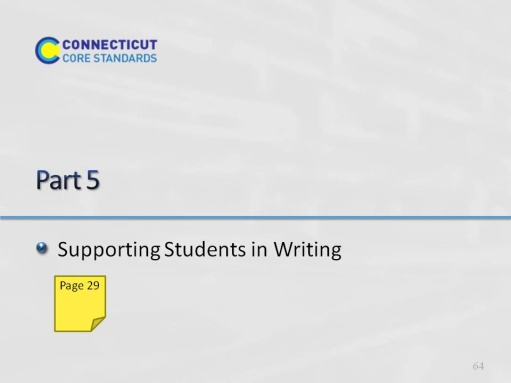 CONNECTICUT
CORE STANDARDS
Part 5
Supporting Students in Writing
Page 29
64